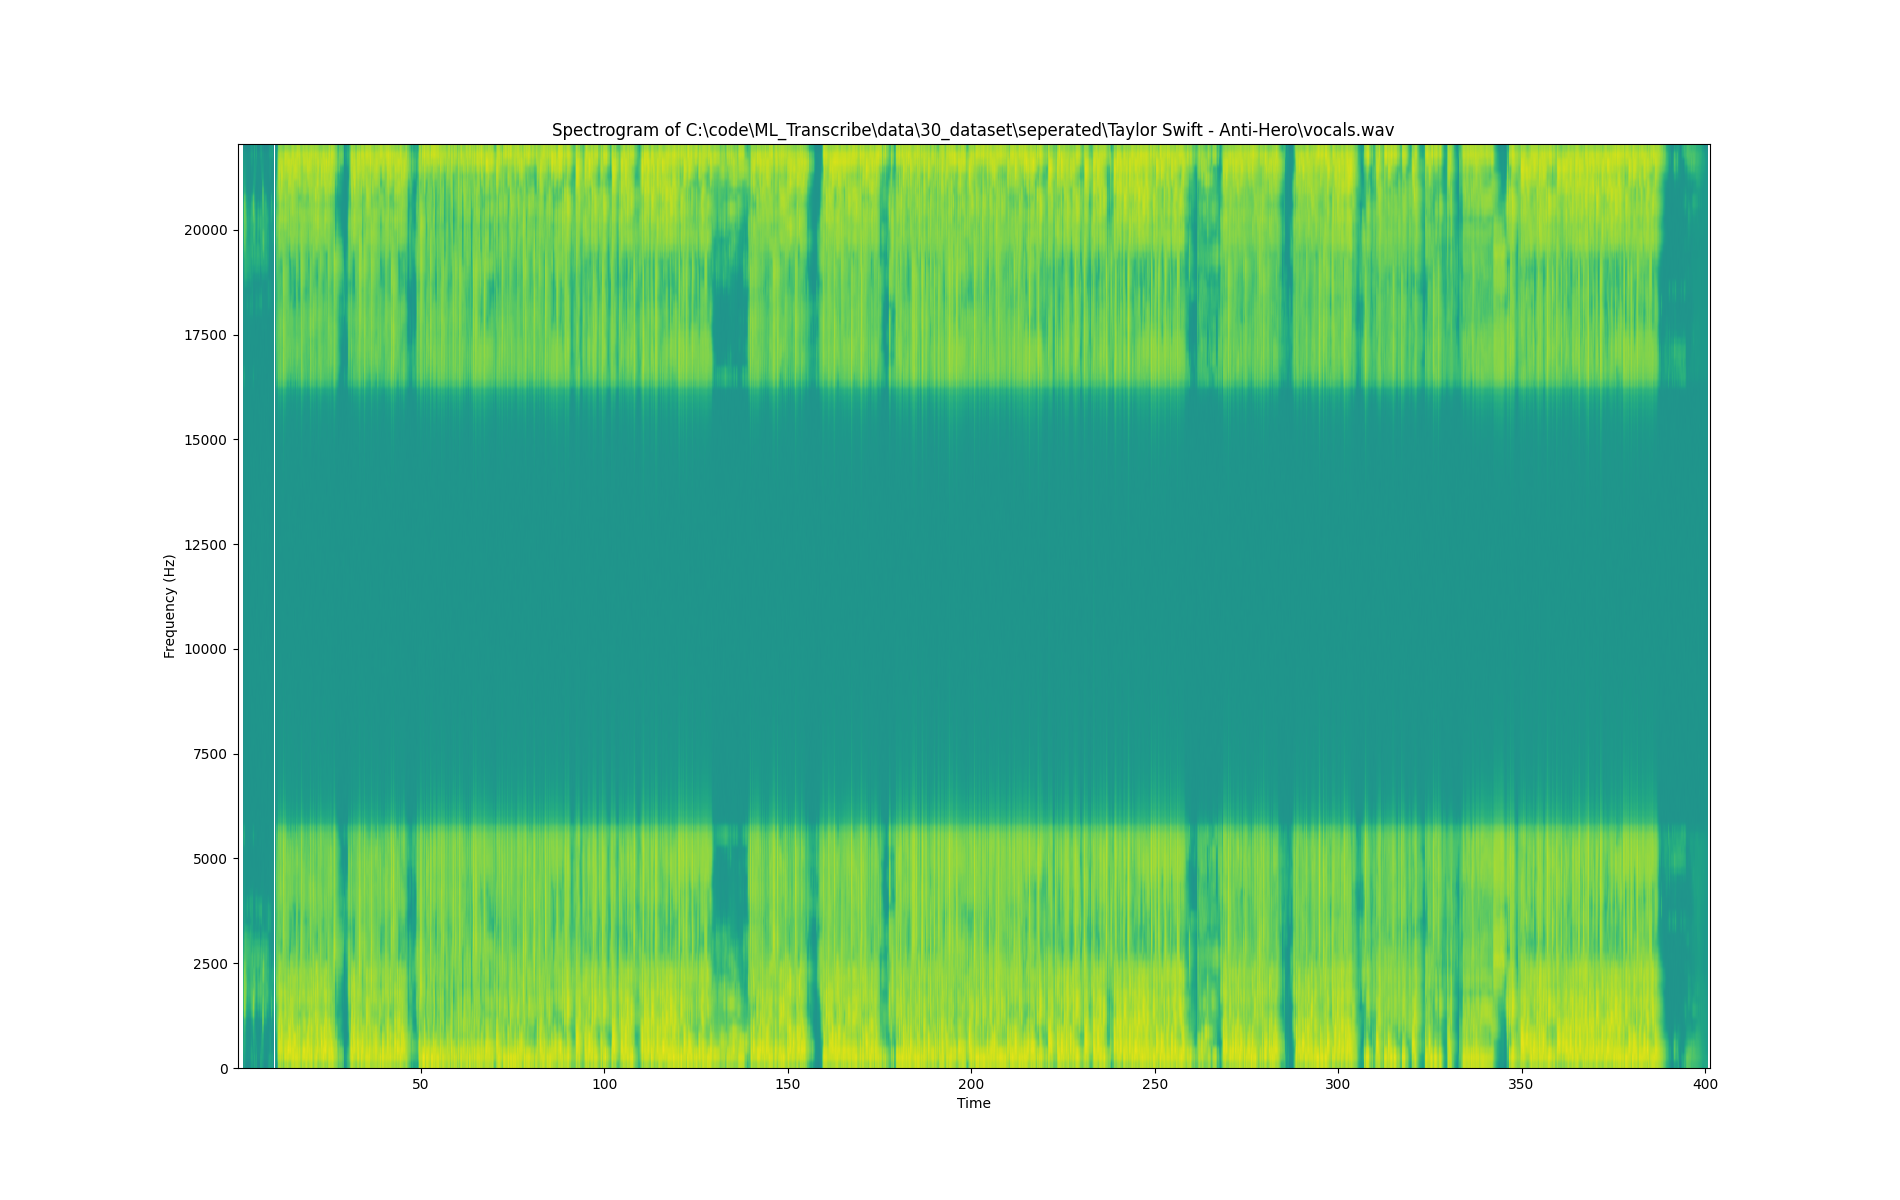 Spectrogram of C:\code\ML_Transcribe\data\30_dataset\seperated\Taylor Swift - Anti-Hero\vocals.wav
Frequency (Hz)
20000
17500
15000
12500
10000
7500
5000
2500
0
50 100 150 200 250 300 350 400
Time